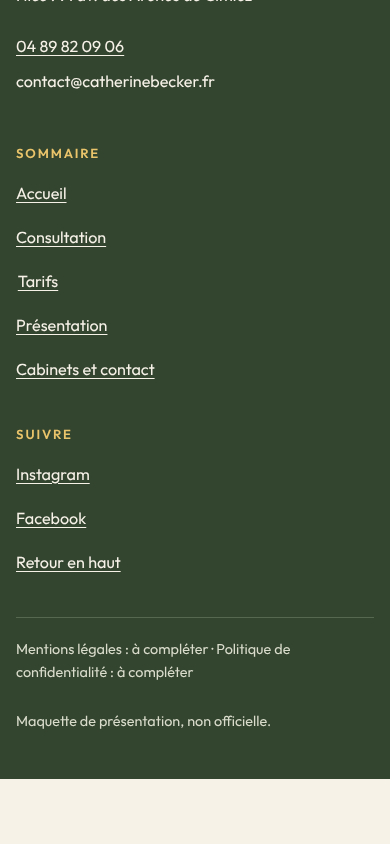 04 89 82 09 06
contact@catherinebecker.fr
SOMMAIRE
Accueil
Consultation
Tarifs
Présentation
Cabinets et contact
SUIVRE
Instagram
Facebook
Retour en haut
Mentions légales : à compléter · Politique de
confidentialité : à compléter
Maquette de présentation, non officielle.